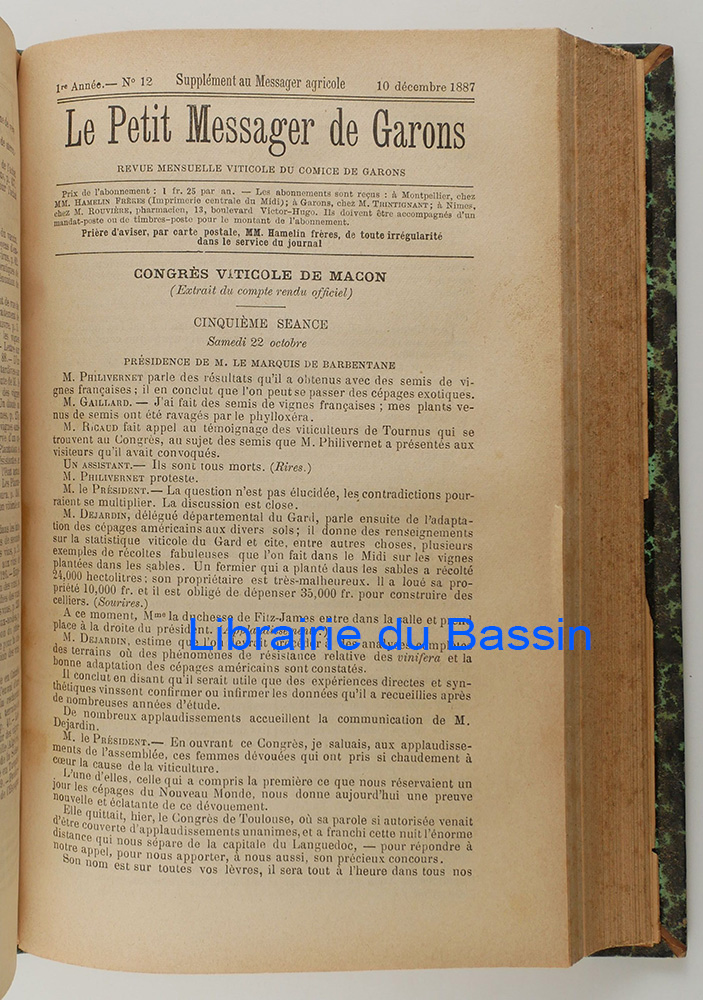 1re Année.— No 12 Supplément au Messager agricole 10 décembre 1887
Le Petit Messager de Garons
REVUE MENSUELLE VITICOLE DU COMICE DE GARONS
Prix de l'abonnement : 1 fr. 25 par an. — Les abonnements sont reçus : à Montpellier, chez
MM. HAMELIN FRÈRES (Imprimerie centrale du Midi); à Garons, chez M. TRINTIGNANT; à Nimes,
chez M. ROUVIÈRE, pharmacien, 13, boulevard Victor-Hugo. Ils doivent être accompagnés d'un
mandat-poste ou de timbres-poste pour le montant de l'abonnement.
Prière d'aviser, par carte postale, MM. Hamelin frères, de toute irrégularité
dans le service du journal
CONGRÈS VITICOLE DE MACON
(Extrait du compte rendu officiel)
CINQUIÈME SEANCE
Samedi 22 octobre
PRÉSIDENCE DE M. LE MARQUIS DE BARBENTANE
M. PHILIVERNET parle des résultats qu'il a obtenus avec des semis de vi-
gnes françaises ; il en conclut que l'on peut se passer des cépages exotiques.
M. GAILLARD. — J'ai fait des semis de vignes françaises ; mes plants ve-
nus de semis ont été ravagés par le phylloxéra.
M. RICAUD fait appel au témoignage des viticulteurs de Tournus qui se
trouvent au Congrès, au sujet des semis que M. Philivernet a présentés aux
visiteurs qu'il avait convoqués.
UN ASSISTANT.— Ils sont tous morts. (Rires.)
M. PHILIVERNET proteste.
M. le PRÉSIDENT.— La question n'est pas élucidée, les contradictions pour-
raient se multiplier. La discussion est close.
M. DEJARDIN, délégué départemental du Gard, parle ensuite de l'adapta-
tion des cépages américains aux divers sols; il donne des renseignements
sur la statistique viticole du Gard et cite, entre autres choses, plusieurs
exemples de récoltes fabuleuses que l'on fait dans le Midi sur les vignes
plantées dans les sables. Un fermier qui a planté daus les sables a récolté
24,000 hectolitres; son propriétaire est très-malheureux. Il a loué sa pro-
priété 10,000 fr. et il est obligé de dépenser 35,000 fr. pour construire des
celliers. (Sourires.)
A ce moment, Mme la duchesse de Fitz-James entre dans la salle et prend
place à la droite du président.
Librairie du Bassin
M. DEJARDIN, estime que l'on
des terrains où des phénomènes de résistance relative des vinifera et la
bonne adaptation des cépages américains sont constatés.
Il conclut en disant qu'il serait utile que des expériences directes et syn-
thétiques vinssent confirmer ou infirmer les données qu'il a recueillies après
de nombreuses années d'étude.
De nombreux applaudissements accueillent la communication de M.
Dejardin.
M. le PRÉSIDENT.— En ouvrant ce Congrès, je saluais, aux applaudisse-
ments de l'assemblée, ces femmes dévouées qui ont pris si chaudement à
cœur la cause de la viticulture.
L'une d'elles, celle qui a compris la première ce que nous réservaient un
jour les cépages du Nouveau Monde, nous donne aujourd'hui une preuve
nouvelle et éclatante de ce dévouement.
Elle quittait, hier, le Congrès de Toulouse, où sa parole si autorisée venait
d'être couverte d'applaudissements unanimes, et a franchi cette nuit l'énorme
distance qui nous sépare de la capitale du Languedoc, — pour répondre à
notre appel, pour nous apporter, à nous aussi, son précieux concours.
Son nom est sur toutes vos lèvres, il sera tout à l'heure dans tous nos